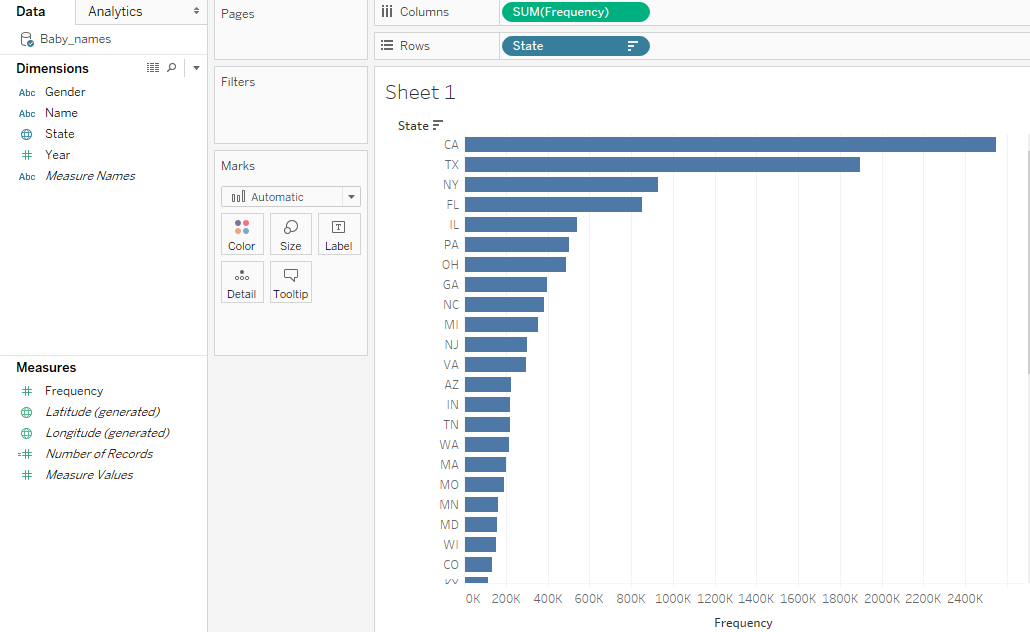 Data
Analytics
Baby_names
Dimensions
Abc Gender
Abc Name
State
# Year
Abc Measure Names
Measures
# Frequency
Latitude (generated)
Longitude (generated)
=# Number of Records
# Measure Values
Pages
Filters
Marks
Automatic
Color Size Label
Detail Tooltip
Columns SUM(Frequency)
Rows State
Sheet 1
State
CA
TX
NY
FL
IL
PA
OH
GA
NC
MI
NJ
VA
AZ
IN
TN
WA
MA
MO
MN
MD
WI
CO
KY
0K 200K 400K 600K 800K 1000K 1200K 1400K 1600K 1800K 2000K 2200K 2400K
Frequency